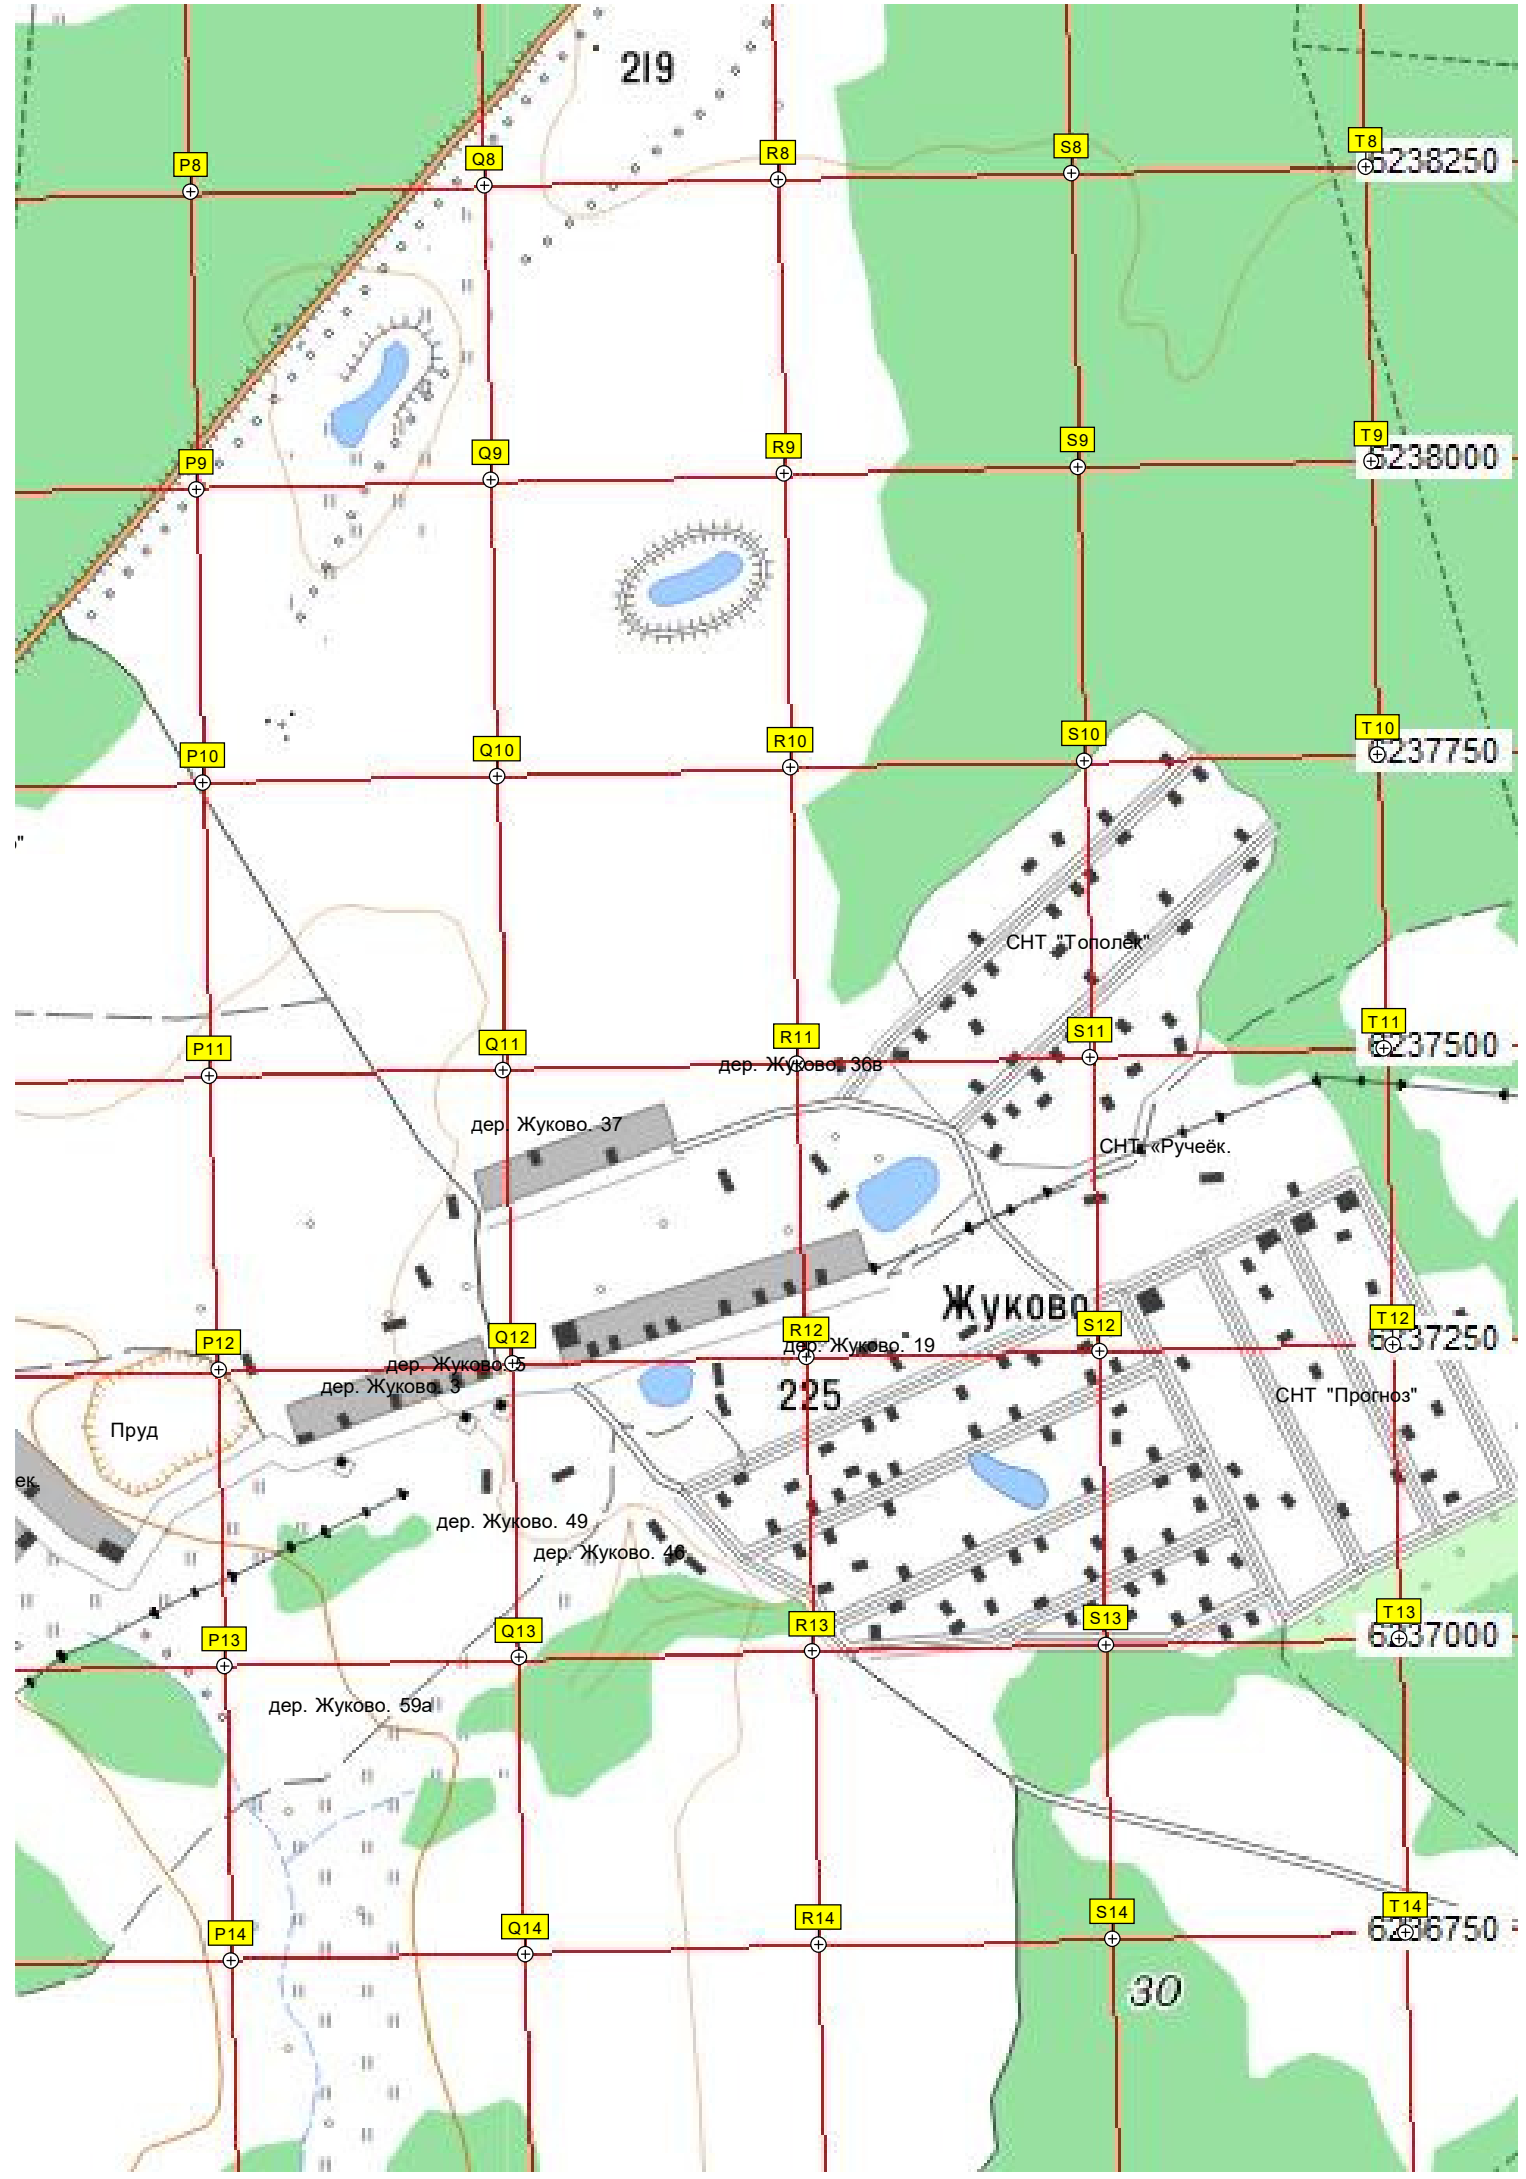 219
P8 Q8 R8 S8 T8
6238250
P9 Q9 R9 S9 T9
6238000
P10 Q10 R10 S10 T10
6237750
"
СНТ "Тополёк"
P11 Q11 R11 S11 T11
6237500
дер. Жуково. 36в
дер. Жуково. 37
СНТ «Ручеёк.
Жуково
P12 Q12 R12 S12 T12
6237250
дер. Жуково. 19
дер. Жуково. 5
дер. Жуково. 3
225
СНТ "Прогноз"
Пруд
ек.
дер. Жуково. 49
дер. Жуково. 46
P13 Q13 R13 S13 T13
6237000
дер. Жуково. 59а
P14 Q14 R14 S14 T14
6236750
30